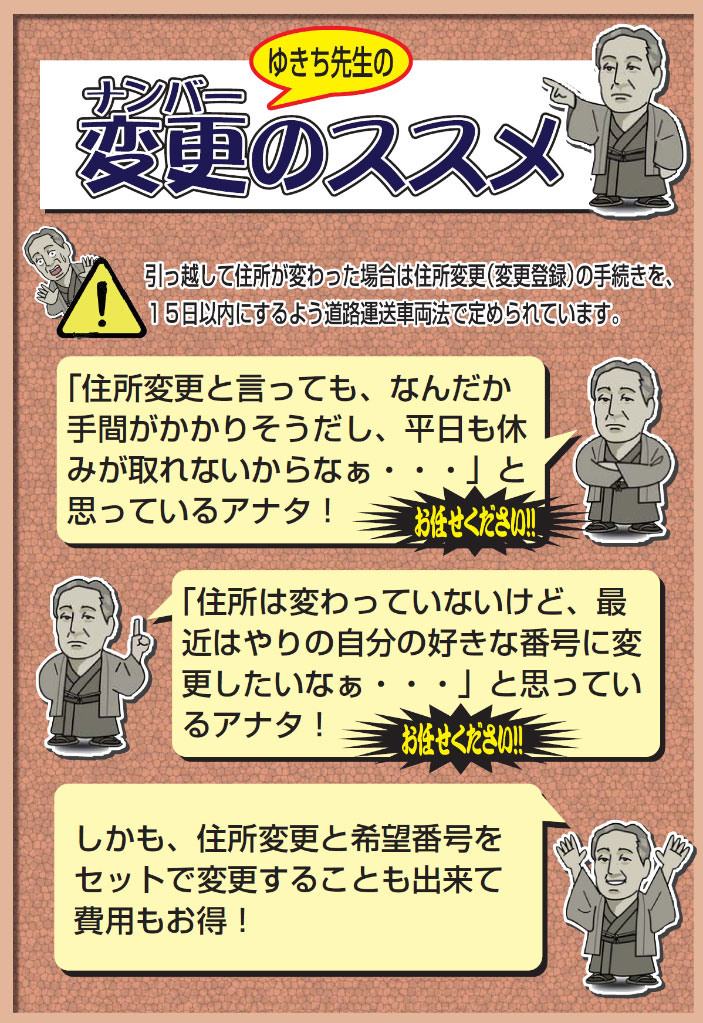 ゆきち先生の
ナンバー
変更のススメ
引っ越して住所が変わった場合は住所変更(変更登録)の手続きを、
15日以内にするよう道路運送車両法で定められています。
「住所変更と言っても、なんだか
手間がかかりそうだし、平日も休
みが取れないからなぁ・・・」と
思っているアナタ！
お任せください!!
「住所は変わっていないけど、最
近はやりの自分の好きな番号に変
更したいなぁ・・・」と思ってい
るアナタ！
お任せください!!
しかも、住所変更と希望番号を
セットで変更することも出来て
費用もお得！